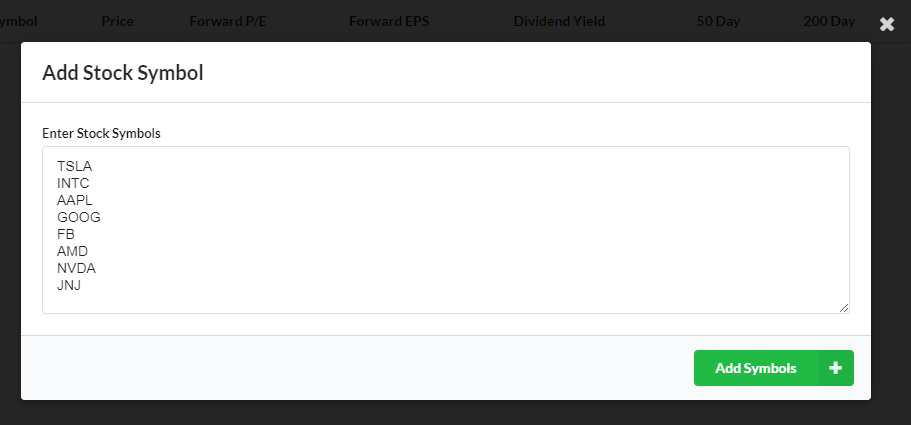 ymbol Price Forward P/E Forward EPS Dividend Yield 50 Day 200 Day
Add Stock Symbol
Enter Stock Symbols
TSLA
INTC
AAPL
GOOG
FB
AMD
NVDA
JNJ
Add Symbols